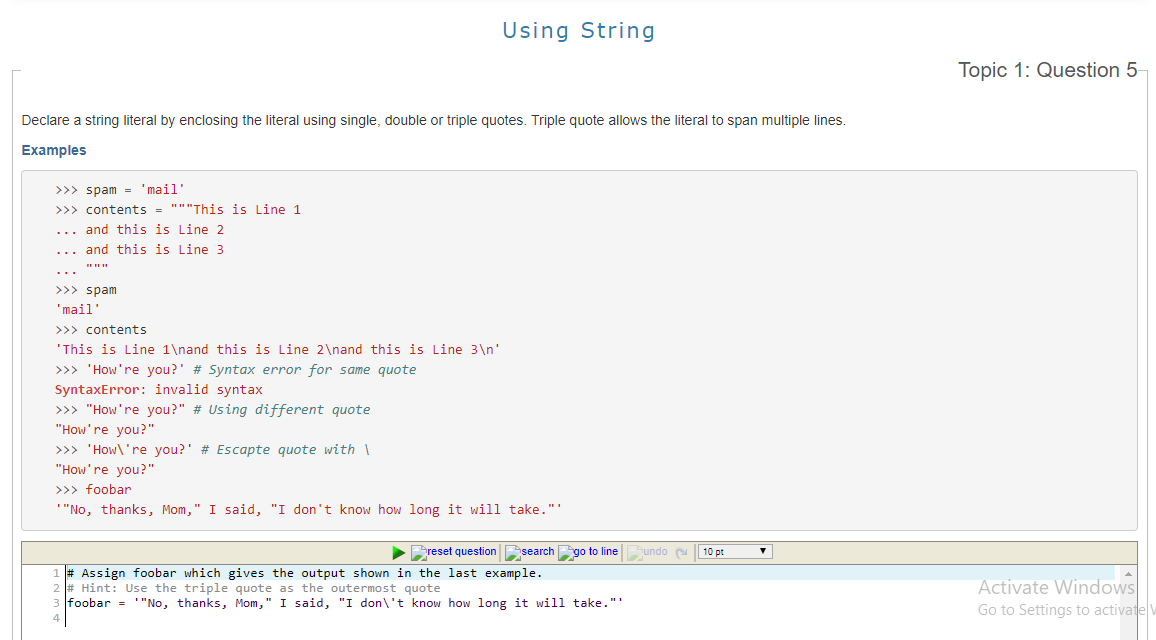 Using String
Topic 1: Question 5
Declare a string literal by enclosing the literal using single, double or triple quotes. Triple quote allows the literal to span multiple lines.
Examples
>>> spam = 'mail'
>>> contents = """This is Line 1
... and this is Line 2
... and this is Line 3
... """
>>> spam
'mail'
>>> contents
'This is Line 1\nand this is Line 2\nand this is Line 3\n'
>>> 'How're you?' # Syntax error for same quote
SyntaxError: invalid syntax
>>> "How're you?" # Using different quote
"How're you?"
>>> 'How\'re you?' # Escapte quote with \
"How're you?"
>>> foobar
'"No, thanks, Mom," I said, "I don't know how long it will take."'
reset question search go to line undo 10 pt
1 # Assign foobar which gives the output shown in the last example.
2 # Hint: Use the triple quote as the outermost quote
3 foobar = '"No, thanks, Mom," I said, "I don\'t know how long it will take."'
4
Activate Windows
Go to Settings to activate W